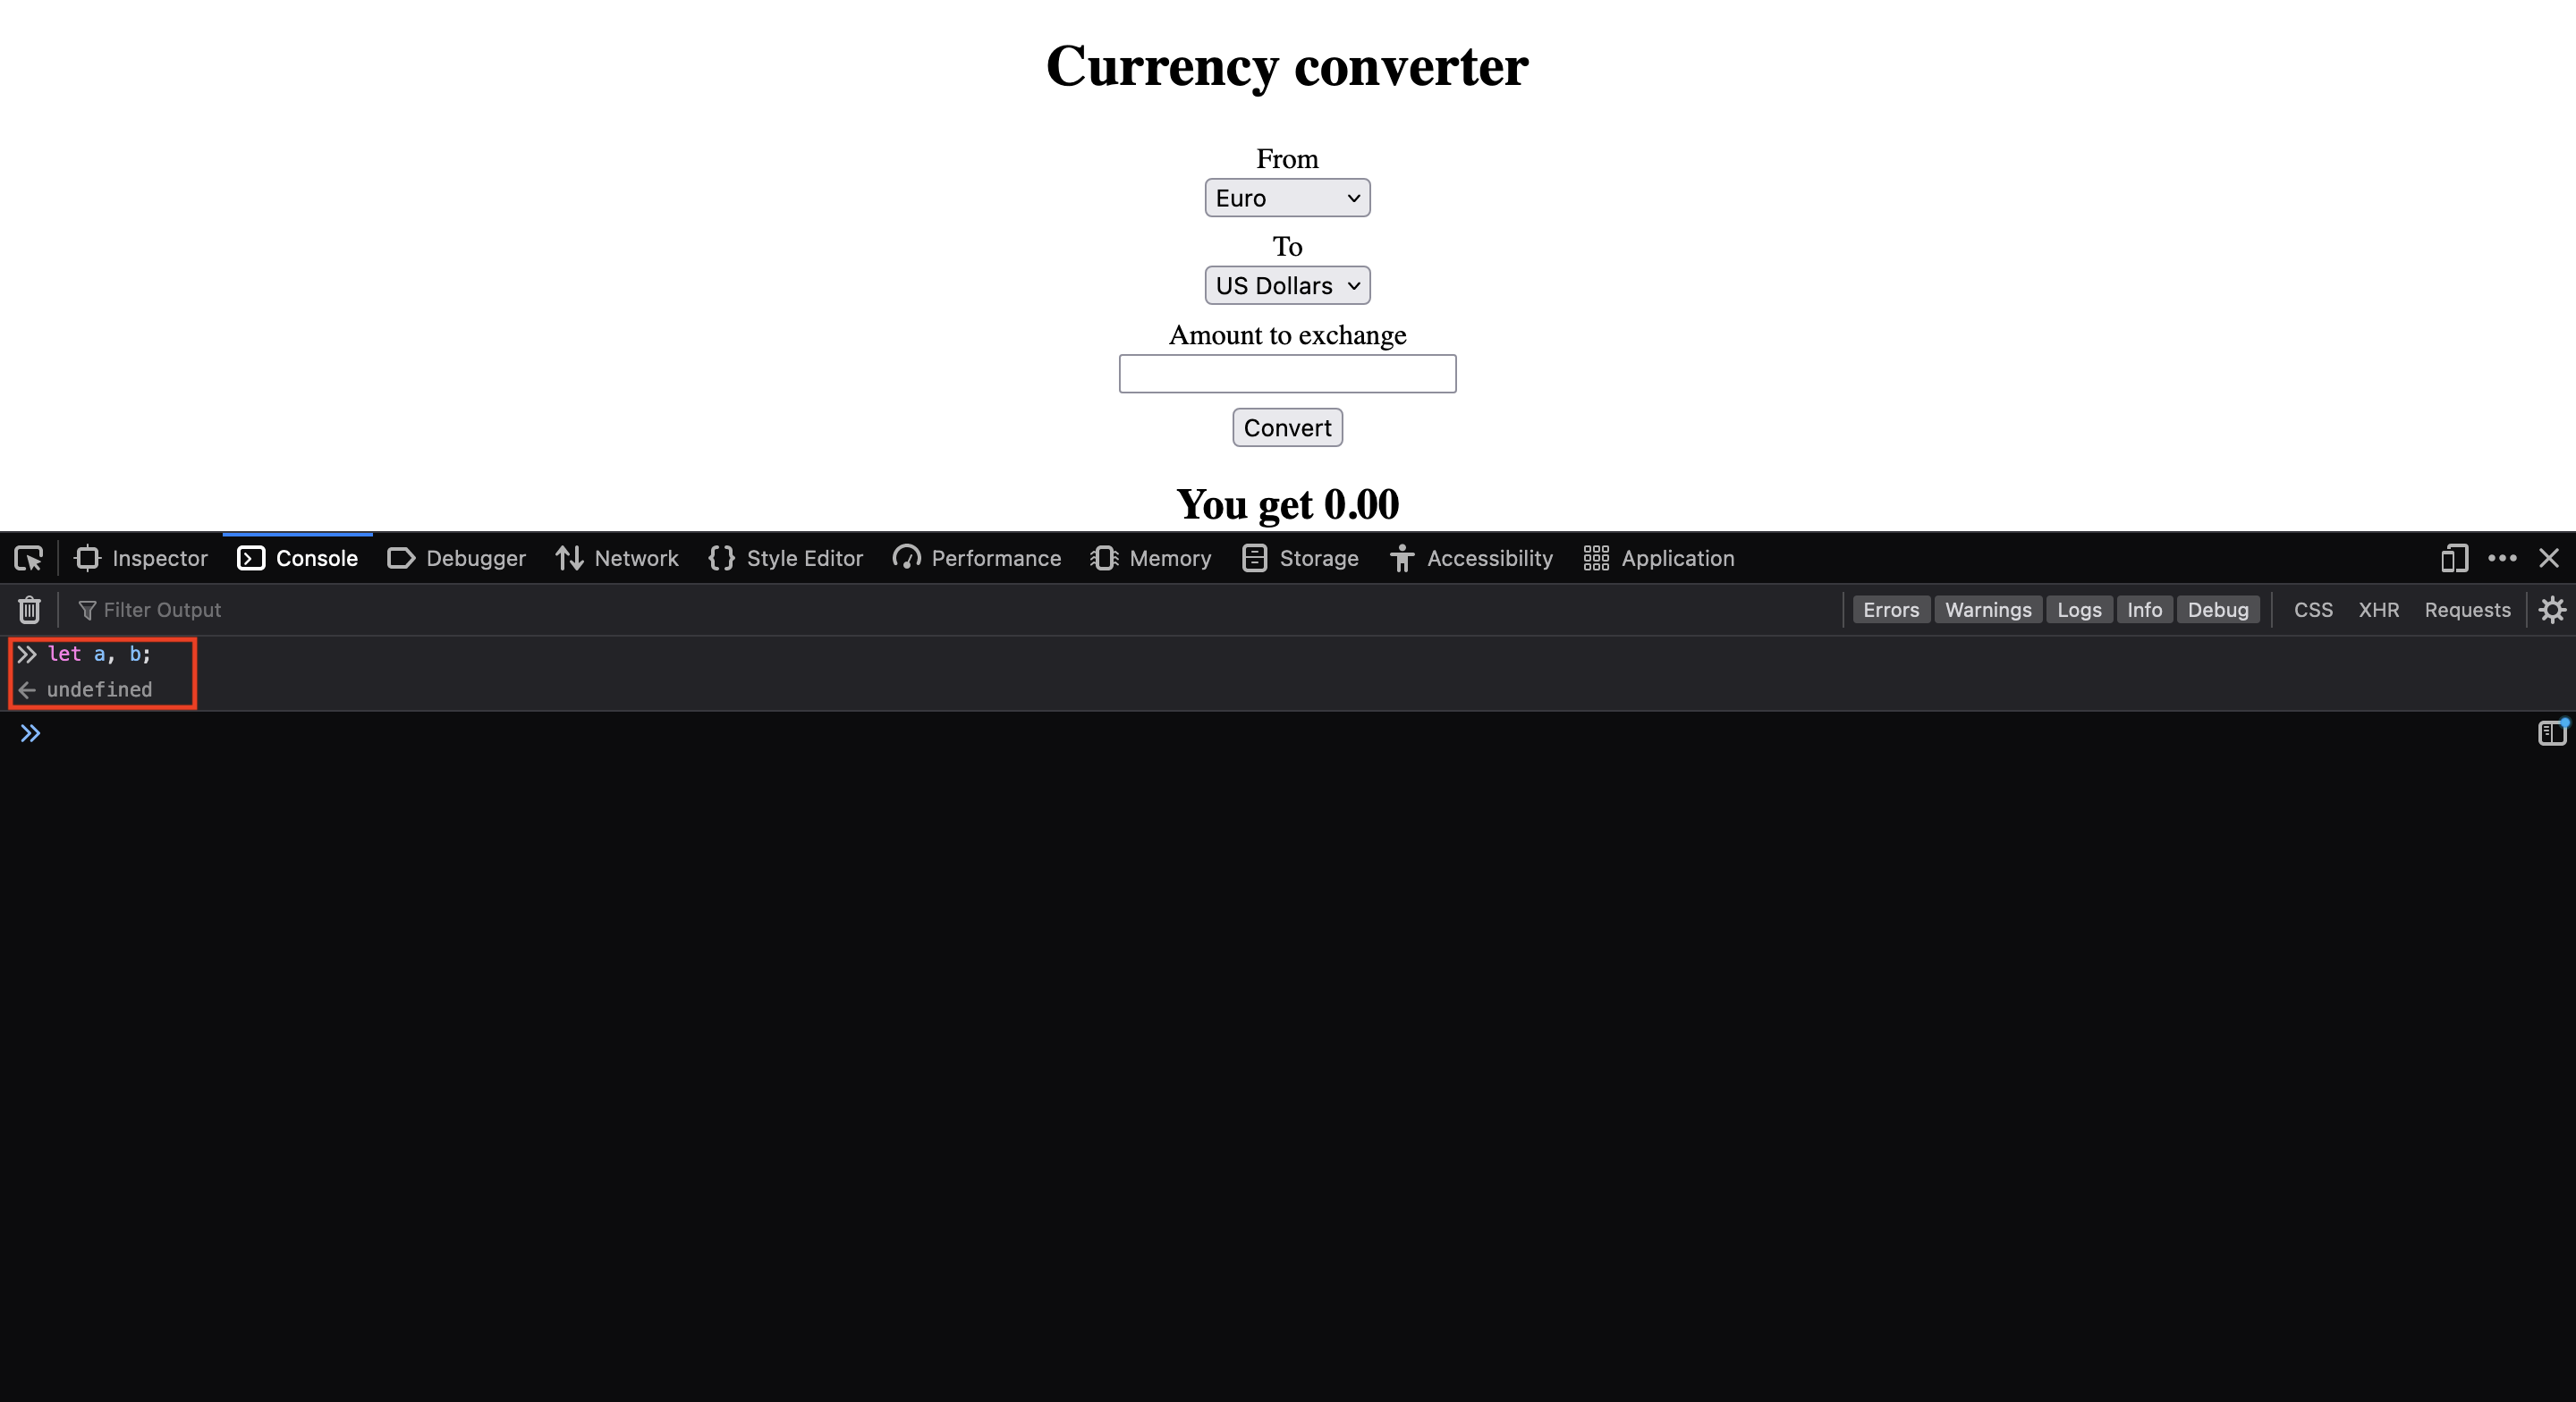 Currency converter
From
Euro
To
US Dollars
Amount to exchange
Convert
You get 0.00
Inspector Console Debugger Network Style Editor Performance Memory Storage Accessibility Application
Filter Output Errors Warnings Logs Info Debug CSS XHR Requests
let a, b;
undefined